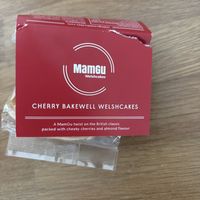 MamGu
Welshcakes
CHERRY BAKEWELL WELSHCAKES
A MamGu twist on the British classic
packed with cheeky cherries and almond flavour